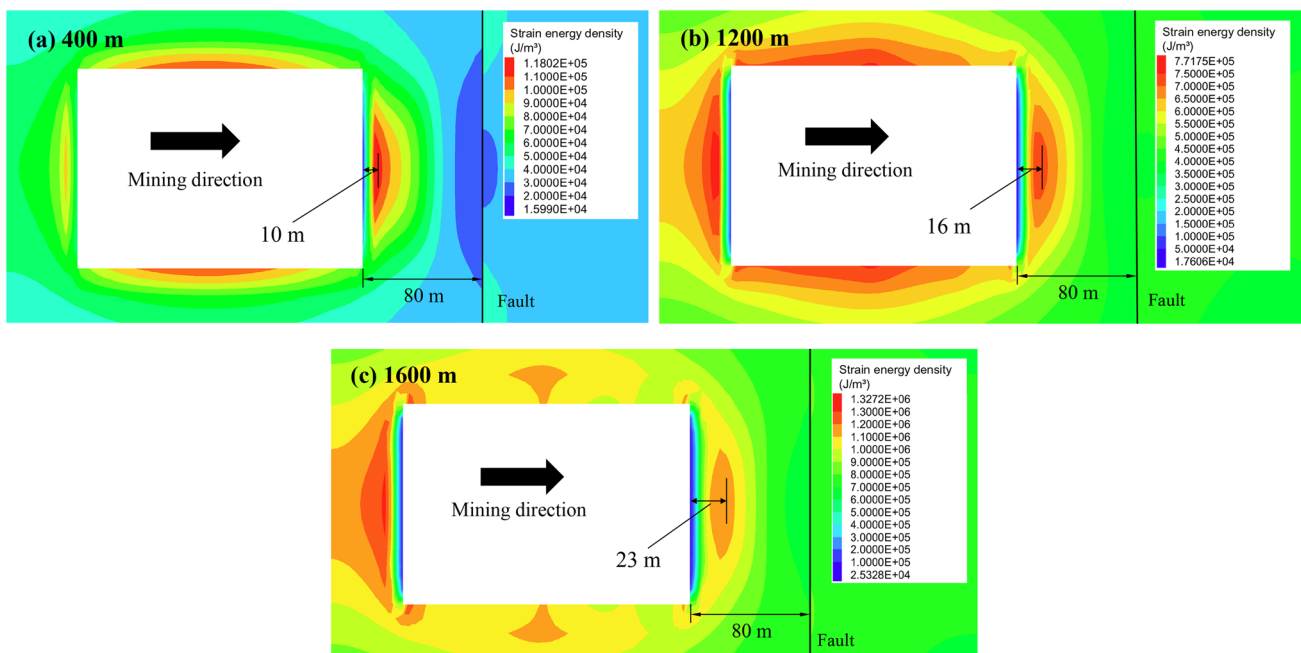 (a) 400 m
Strain energy density
(J/m³)
1.1802E+05
1.1000E+05
1.0000E+05
9.0000E+04
8.0000E+04
7.0000E+04
6.0000E+04
5.0000E+04
4.0000E+04
3.0000E+04
2.0000E+04
1.5990E+04
Mining direction
10 m
80 m
Fault
(b) 1200 m
Strain energy density
(J/m³)
7.7175E+05
7.5000E+05
7.0000E+05
6.5000E+05
6.0000E+05
5.5000E+05
5.0000E+05
4.5000E+05
4.0000E+05
3.5000E+05
3.0000E+05
2.5000E+05
2.0000E+05
1.5000E+05
1.0000E+05
5.0000E+04
1.7606E+04
Mining direction
16 m
80 m
Fault
(c) 1600 m
Strain energy density
(J/m³)
1.3272E+06
1.3000E+06
1.2000E+06
1.1000E+06
1.0000E+06
9.0000E+05
8.0000E+05
7.0000E+05
6.0000E+05
5.0000E+05
4.0000E+05
3.0000E+05
2.0000E+05
1.0000E+05
2.5328E+04
Mining direction
23 m
80 m
Fault